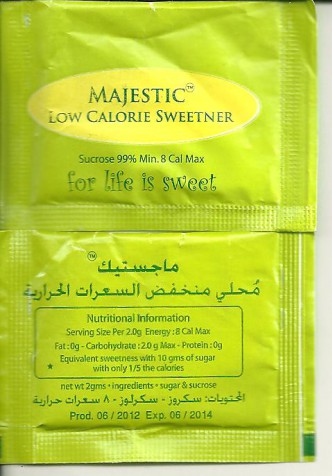 MAJESTIC™
LOW CALORIE SWEETNER
Sucrose 99% Min. 8 Cal Max
for life is sweet
ماجستيك™
مُحلي منخفض السعرات الحرارية
Nutritional Information
Serving Size Per 2.0g Energy : 8 Cal Max
Fat : 0g - Carbohydrate : 2.0 g Max - Protein : 0g
Equivalent sweetness with 10 gms of sugar
* with only 1/5 the calories
net wt 2gms • ingredients • sugar & sucrose
المحتويات: سكروز - سكرلوز - ٨ سعرات حرارية
Prod. 06 / 2012 Exp. 06 / 2014